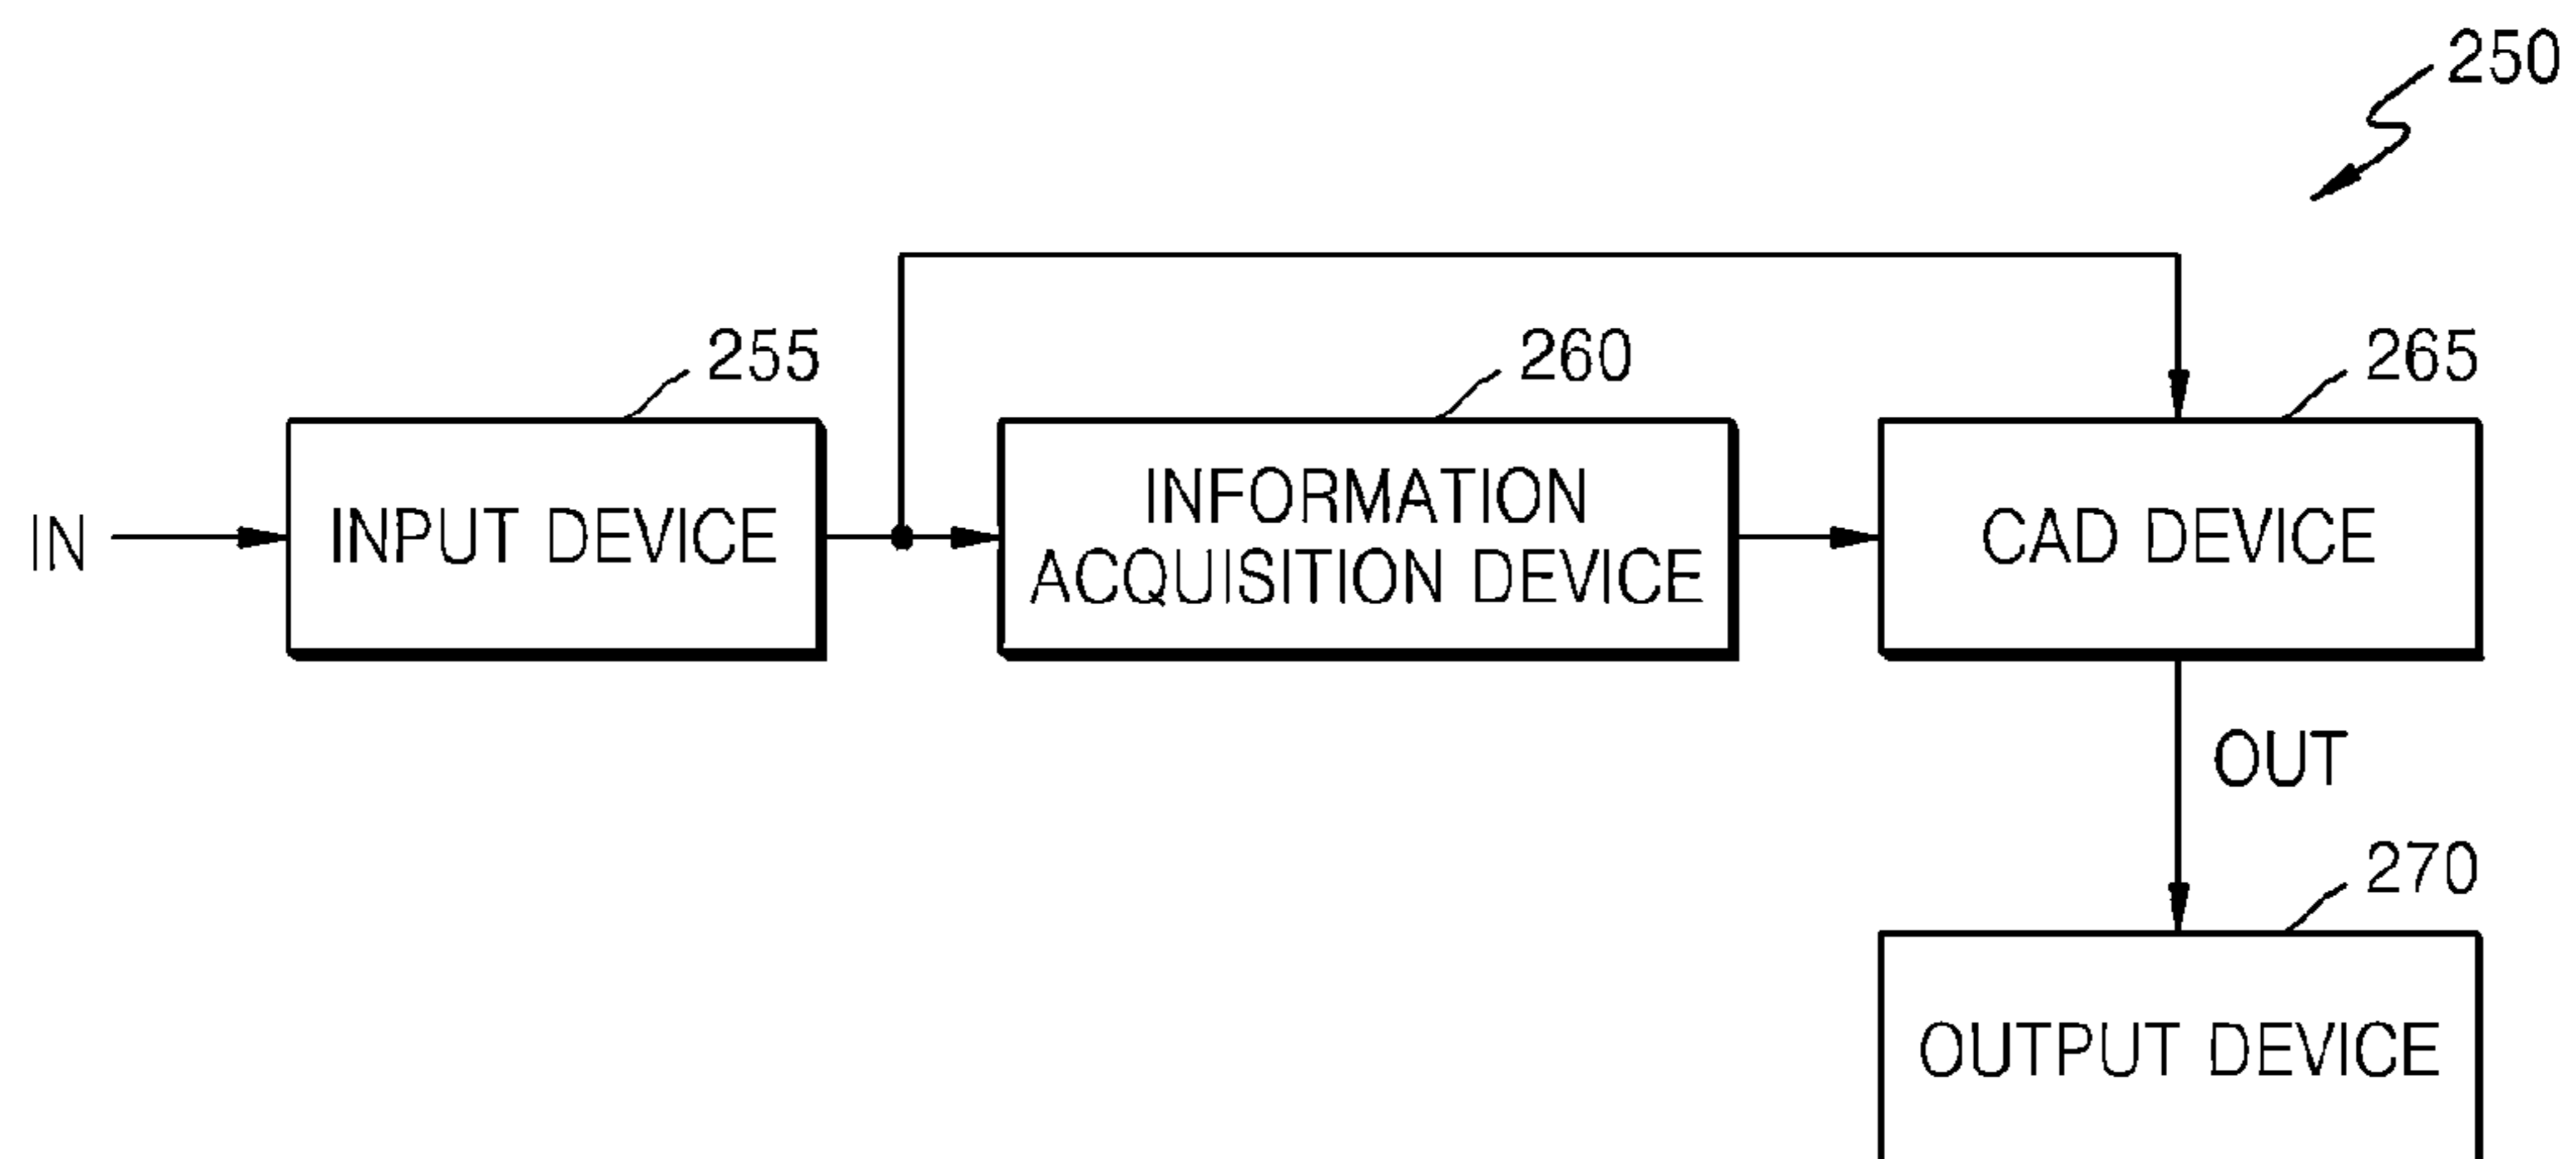 250
255
260
265
IN
INPUT DEVICE
INFORMATION
ACQUISITION DEVICE
CAD DEVICE
OUT
270
OUTPUT DEVICE